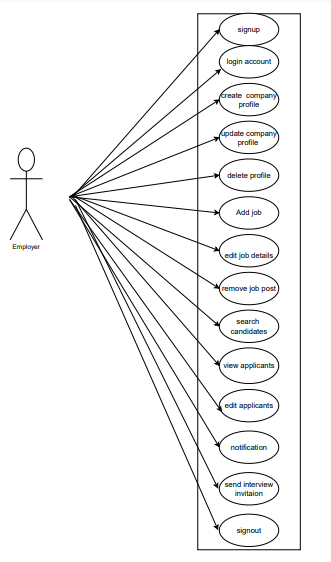 signup
login account
create company
profile
update company
profile
delete profile
Add job
Employer
edit job details
remove job post
search
candidates
view applicants
edit applicants
notification
send interview
invitaion
signout